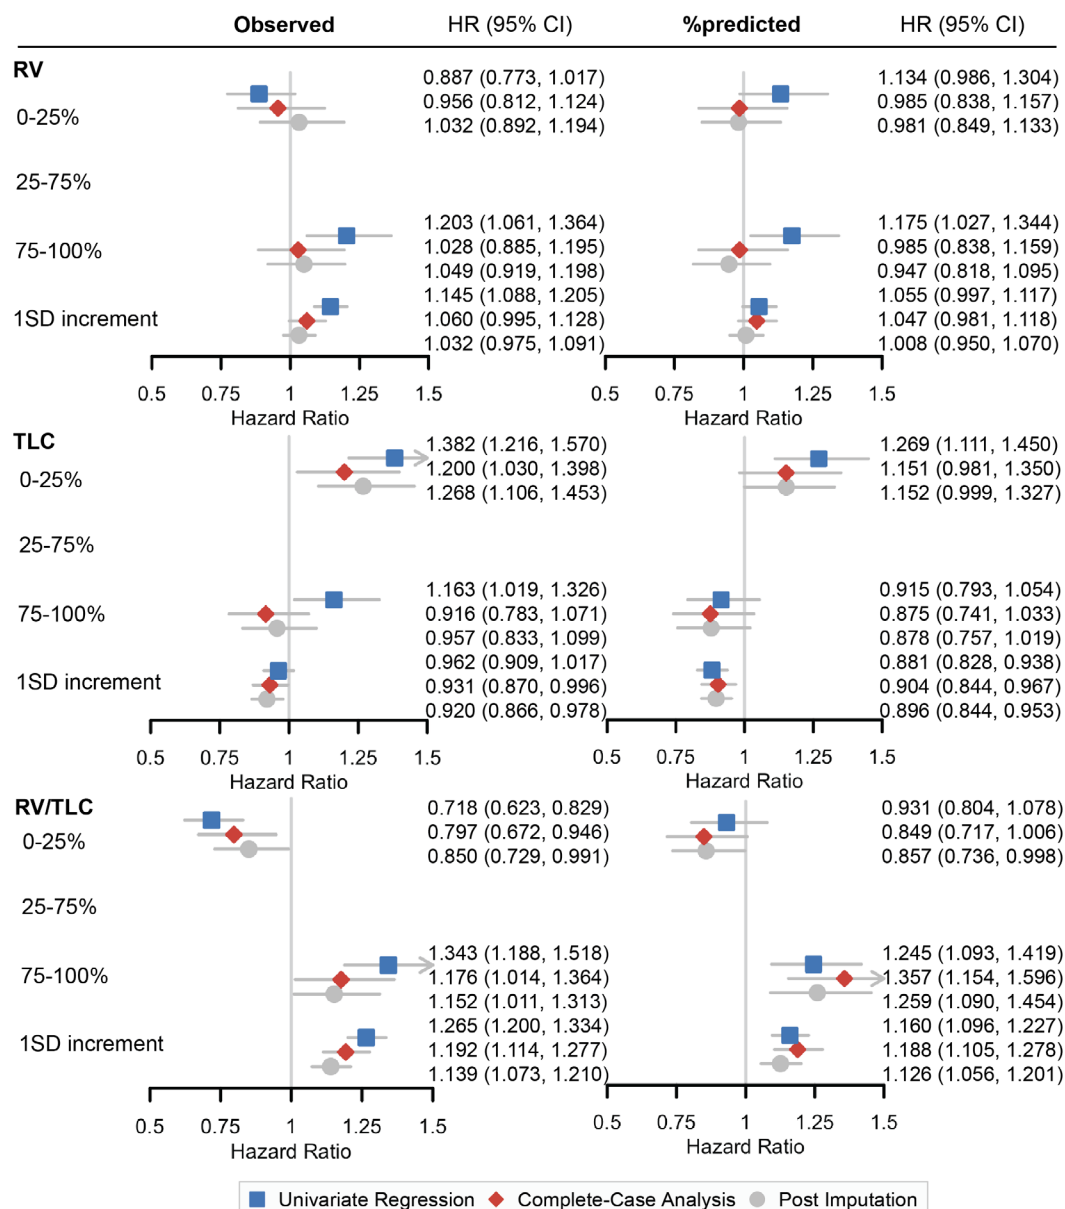 Observed HR (95% CI) %predicted HR (95% CI)
RV
0.887 (0.773, 1.017) 1.134 (0.986, 1.304)
0-25% 0.956 (0.812, 1.124) 0.985 (0.838, 1.157)
1.032 (0.892, 1.194) 0.981 (0.849, 1.133)
25-75%
1.203 (1.061, 1.364) 1.175 (1.027, 1.344)
75-100% 1.028 (0.885, 1.195) 0.985 (0.838, 1.159)
1.049 (0.919, 1.198) 0.947 (0.818, 1.095)
1.145 (1.088, 1.205) 1.055 (0.997, 1.117)
1SD increment 1.060 (0.995, 1.128) 1.047 (0.981, 1.118)
1.032 (0.975, 1.091) 1.008 (0.950, 1.070)
0.5 0.75 1 1.25 1.5 0.5 0.75 1 1.25 1.5
Hazard Ratio Hazard Ratio
TLC
1.382 (1.216, 1.570) 1.269 (1.111, 1.450)
0-25% 1.200 (1.030, 1.398) 1.151 (0.981, 1.350)
1.268 (1.106, 1.453) 1.152 (0.999, 1.327)
25-75%
1.163 (1.019, 1.326) 0.915 (0.793, 1.054)
75-100% 0.916 (0.783, 1.071) 0.875 (0.741, 1.033)
0.957 (0.833, 1.099) 0.878 (0.757, 1.019)
0.962 (0.909, 1.017) 0.881 (0.828, 0.938)
1SD increment 0.931 (0.870, 0.996) 0.904 (0.844, 0.967)
0.920 (0.866, 0.978) 0.896 (0.844, 0.953)
0.5 0.75 1 1.25 1.5 0.5 0.75 1 1.25 1.5
Hazard Ratio Hazard Ratio
RV/TLC
0.718 (0.623, 0.829) 0.931 (0.804, 1.078)
0-25% 0.797 (0.672, 0.946) 0.849 (0.717, 1.006)
0.850 (0.729, 0.991) 0.857 (0.736, 0.998)
25-75%
1.343 (1.188, 1.518) 1.245 (1.093, 1.419)
75-100% 1.176 (1.014, 1.364) 1.357 (1.154, 1.596)
1.152 (1.011, 1.313) 1.259 (1.090, 1.454)
1.265 (1.200, 1.334) 1.160 (1.096, 1.227)
1SD increment 1.192 (1.114, 1.277) 1.188 (1.105, 1.278)
1.139 (1.073, 1.210) 1.126 (1.056, 1.201)
0.5 0.75 1 1.25 1.5 0.5 0.75 1 1.25 1.5
Hazard Ratio Hazard Ratio
Univariate Regression Complete-Case Analysis Post Imputation